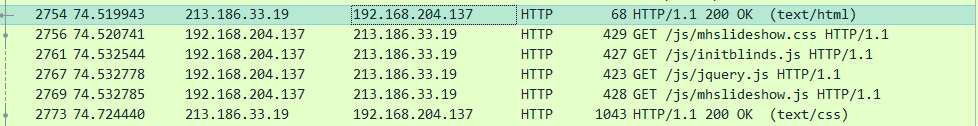 2754 74.519943 213.186.33.19 192.168.204.137 HTTP 68 HTTP/1.1 200 OK (text/html)
2756 74.520741 192.168.204.137 213.186.33.19 HTTP 429 GET /js/mhslideshow.css HTTP/1.1
2761 74.532544 192.168.204.137 213.186.33.19 HTTP 427 GET /js/initblinds.js HTTP/1.1
2767 74.532778 192.168.204.137 213.186.33.19 HTTP 423 GET /js/jquery.js HTTP/1.1
2769 74.532785 192.168.204.137 213.186.33.19 HTTP 428 GET /js/mhslideshow.js HTTP/1.1
2773 74.724440 213.186.33.19 192.168.204.137 HTTP 1043 HTTP/1.1 200 OK (text/css)